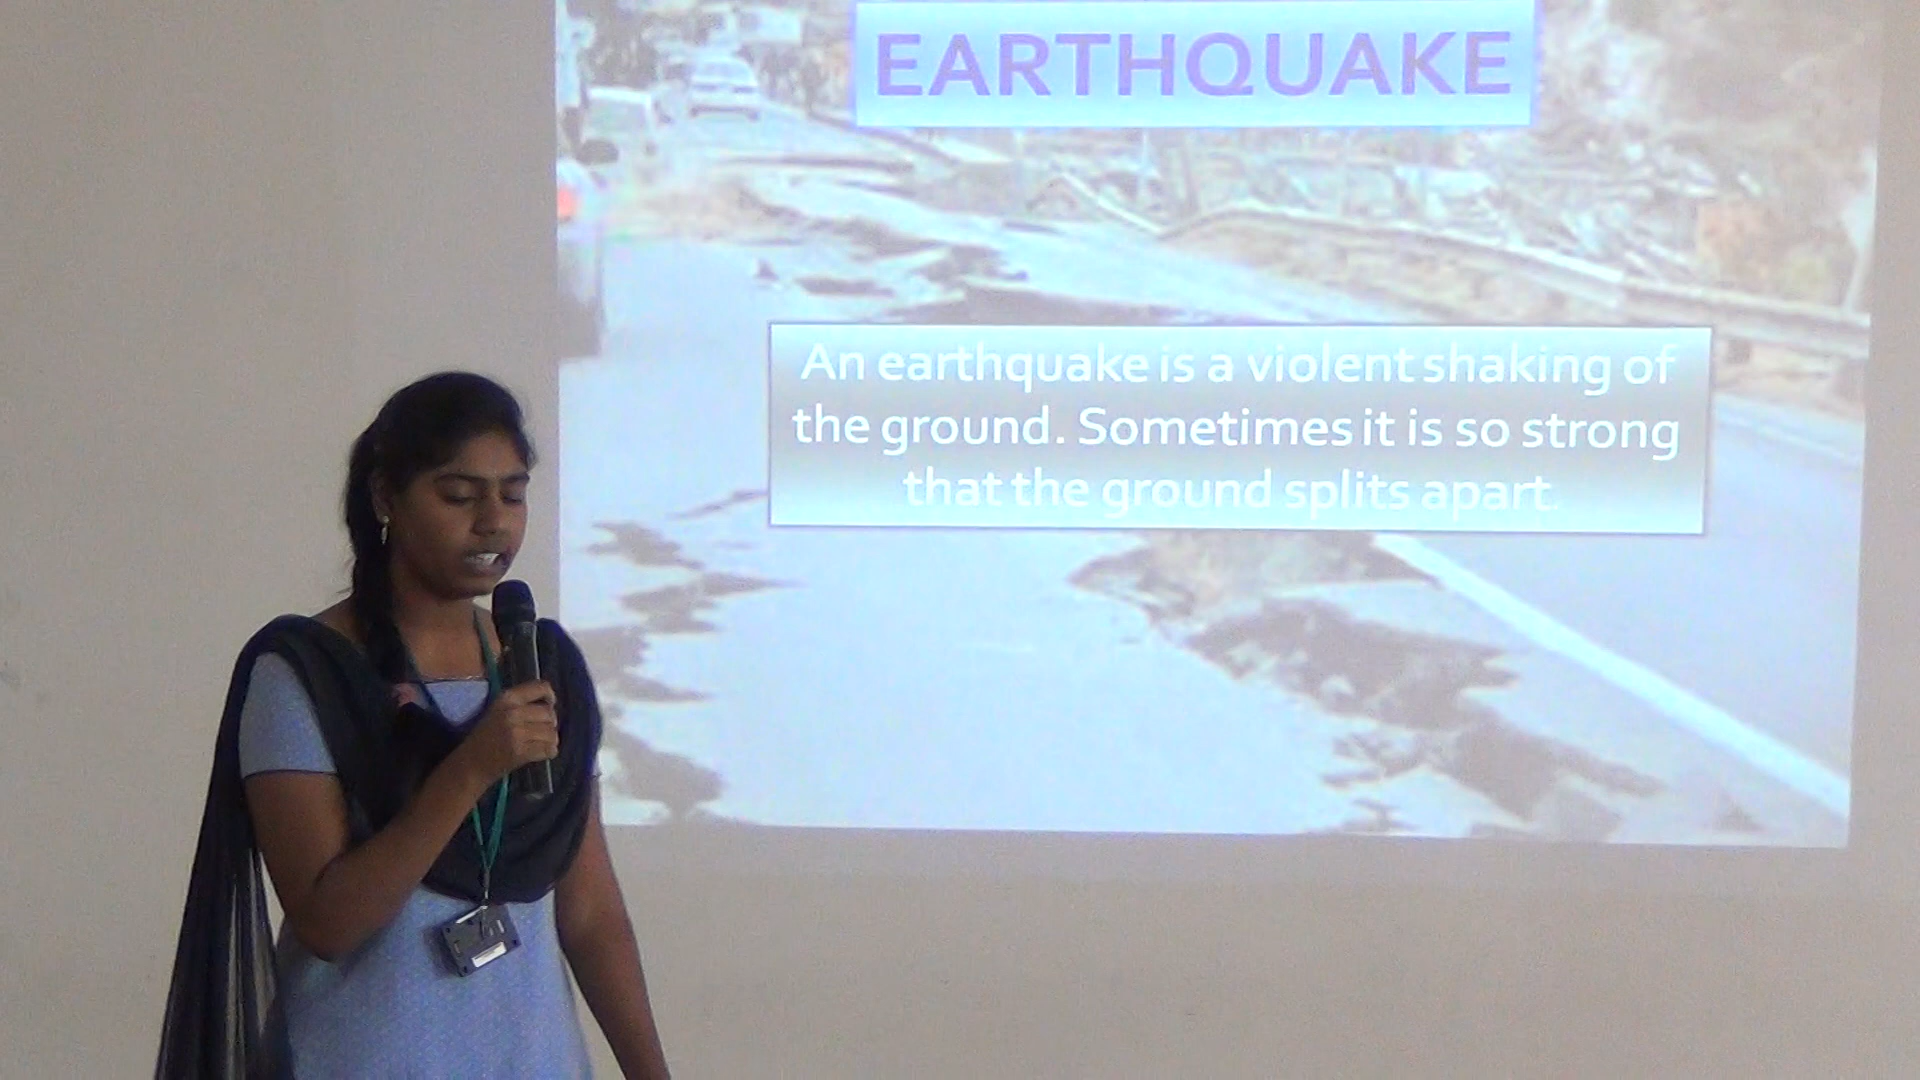 EARTHQUAKE
An earthquake is a violent shaking of
the ground. Sometimes it is so strong
that the ground splits apart.